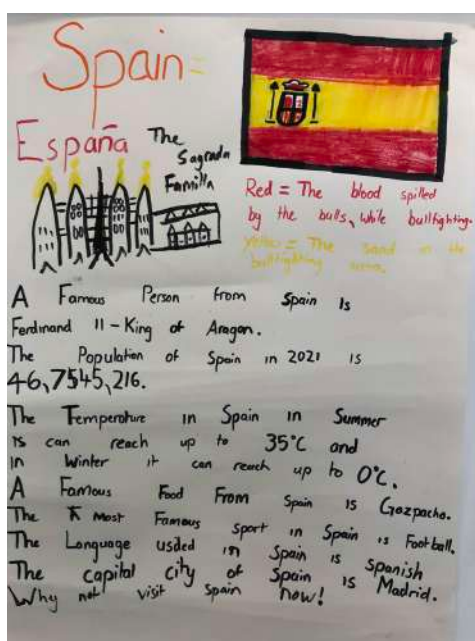 Spain=
España
The
Sagrada
Familla
Red = The blood spilled
by the bulls, while bullfighting.
Yellow = The sand in the
bullfighting arena.
A Famous Person from Spain Is
Ferdinand II - King of Aragon.
The Population of Spain in 2021 is
46,7545,216.
The Temperature in Spain in Summer
is can reach up to 35°C and
in Winter it can reach up to 0°C.
A Famous Food From Spain is Gazpacho.
The Most Famous sport in Spain is Football.
The Language usded in Spain is Spanish
The capital city of Spain is Madrid.
Why not visit Spain now!